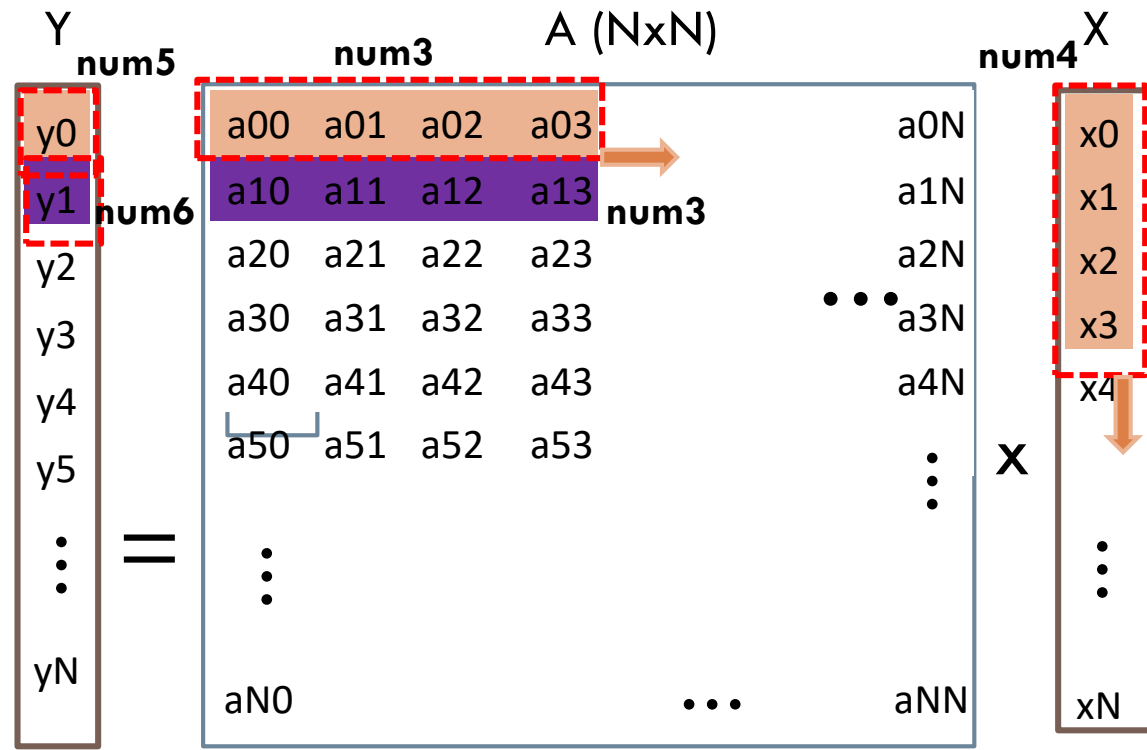 Y A (NxN) X
num5 num3 num4
y0 a00 a01 a02 a03 a0N x0
y1 a10 a11 a12 a13 a1N x1
num6 num3
y2 a20 a21 a22 a23 a2N x2
... 
y3 a30 a31 a32 a33 a3N x3
y4 a40 a41 a42 a43 a4N x4
y5 a50 a51 a52 a53 x
=
yN aN0 ... aNN xN